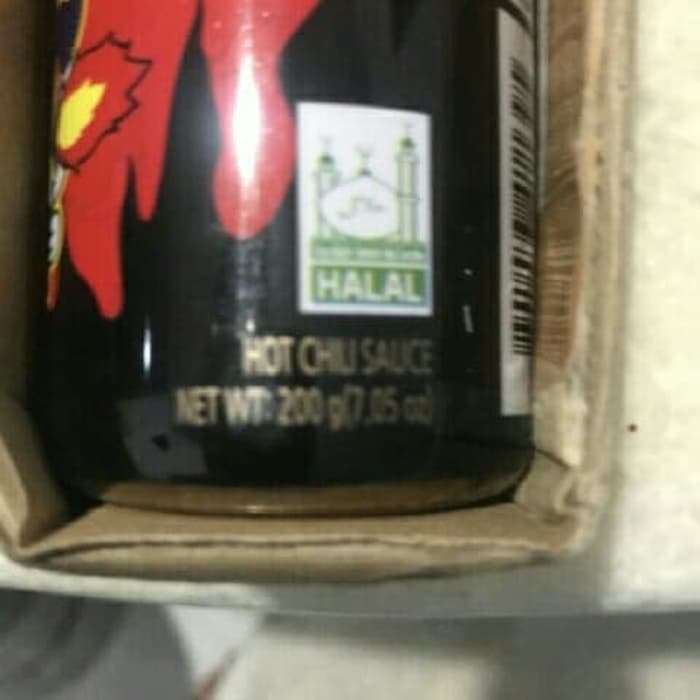 HALAL
HOT CHILI SAUCE
NET WT: 200 g(7.05 oz)